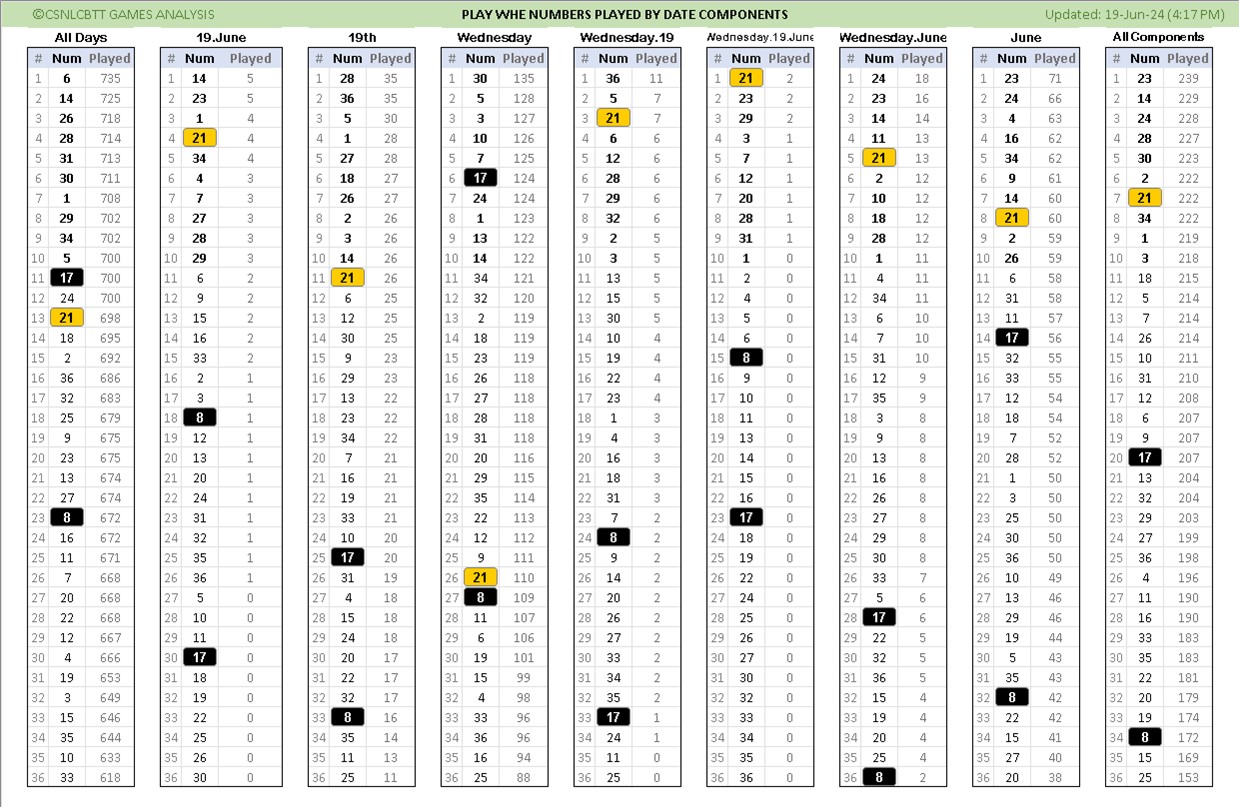 ©CSNLCBTT GAMES ANALYSIS PLAY WHE NUMBERS PLAYED BY DATE COMPONENTS Updated: 19-Jun-24 (4:17 PM)
All Days 19.June 19th Wednesday Wednesday.19 Wednesday.19.June Wednesday.June June All Components
# Num Played # Num Played # Num Played # Num Played # Num Played # Num Played # Num Played # Num Played # Num Played
1 6 735 1 14 5 1 28 35 1 30 135 1 36 11 1 21 2 1 24 18 1 23 71 1 23 239
2 14 725 2 23 5 2 36 35 2 5 128 2 5 7 2 23 2 2 23 16 2 24 66 2 14 229
3 26 718 3 1 4 3 5 30 3 3 127 3 21 7 3 29 2 3 14 14 3 4 63 3 24 228
4 28 714 4 21 4 4 1 28 4 10 126 4 6 6 4 3 1 4 11 13 4 16 62 4 28 227
5 31 713 5 34 4 5 27 28 5 7 125 5 12 6 5 7 1 5 21 13 5 34 62 5 30 223
6 30 711 6 4 3 6 18 27 6 17 124 6 28 6 6 12 1 6 2 12 6 9 61 6 2 222
7 1 708 7 7 3 7 26 27 7 24 124 7 29 6 7 20 1 7 10 12 7 14 60 7 21 222
8 29 702 8 27 3 8 2 26 8 1 123 8 32 6 8 28 1 8 18 12 8 21 60 8 34 222
9 34 702 9 28 3 9 3 26 9 13 122 9 2 5 9 31 1 9 28 12 9 2 59 9 1 219
10 5 700 10 29 3 10 14 26 10 14 122 10 3 5 10 1 0 10 1 11 10 26 59 10 3 218
11 17 700 11 6 2 11 21 26 11 34 121 11 13 5 11 2 0 11 4 11 11 6 58 11 18 215
12 24 700 12 9 2 12 6 25 12 32 120 12 15 5 12 4 0 12 34 11 12 31 58 12 5 214
13 21 698 13 15 2 13 12 25 13 2 119 13 30 5 13 5 0 13 6 10 13 11 57 13 7 214
14 18 695 14 16 2 14 30 25 14 18 119 14 10 4 14 6 0 14 7 10 14 17 56 14 26 214
15 2 692 15 33 2 15 9 23 15 23 119 15 19 4 15 8 0 15 31 10 15 32 55 15 10 211
16 36 686 16 2 1 16 29 23 16 26 118 16 22 4 16 9 0 16 12 9 16 33 55 16 31 210
17 32 683 17 3 1 17 13 22 17 27 118 17 23 4 17 10 0 17 35 9 17 12 54 17 12 208
18 25 679 18 8 1 18 23 22 18 28 118 18 1 3 18 11 0 18 3 8 18 18 54 18 6 207
19 9 675 19 12 1 19 34 22 19 31 118 19 4 3 19 13 0 19 9 8 19 7 52 19 9 207
20 23 675 20 13 1 20 7 21 20 20 116 20 16 3 20 14 0 20 13 8 20 28 52 20 17 207
21 13 674 21 20 1 21 16 21 21 29 115 21 18 3 21 15 0 21 16 8 21 1 50 21 13 204
22 27 674 22 24 1 22 19 21 22 35 114 22 31 3 22 16 0 22 26 8 22 3 50 22 32 204
23 8 672 23 31 1 23 33 21 23 22 113 23 7 2 23 17 0 23 27 8 23 25 50 23 29 203
24 16 672 24 32 1 24 10 20 24 12 112 24 8 2 24 18 0 24 29 8 24 30 50 24 27 199
25 11 671 25 35 1 25 17 20 25 9 111 25 9 2 25 19 0 25 30 8 25 36 50 25 36 198
26 7 668 26 36 1 26 31 19 26 21 110 26 14 2 26 22 0 26 33 7 26 10 49 26 4 196
27 20 668 27 5 0 27 4 18 27 8 109 27 20 2 27 24 0 27 5 6 27 13 46 27 11 190
28 22 668 28 10 0 28 15 18 28 11 107 28 26 2 28 25 0 28 17 6 28 29 46 28 16 190
29 12 667 29 11 0 29 24 18 29 6 106 29 27 2 29 26 0 29 22 5 29 19 44 29 33 183
30 4 666 30 17 0 30 20 17 30 19 101 30 33 2 30 27 0 30 32 5 30 5 43 30 35 183
31 19 653 31 18 0 31 22 17 31 15 99 31 34 2 31 30 0 31 36 5 31 35 43 31 22 181
32 3 649 32 19 0 32 32 17 32 4 98 32 35 2 32 32 0 32 15 4 32 8 42 32 20 179
33 15 646 33 22 0 33 8 16 33 33 96 33 17 1 33 33 0 33 19 4 33 22 42 33 19 174
34 35 644 34 25 0 34 35 14 34 36 96 34 24 1 34 34 0 34 20 4 34 15 41 34 8 172
35 10 633 35 26 0 35 11 13 35 16 94 35 11 0 35 35 0 35 25 4 35 27 40 35 15 169
36 33 618 36 30 0 36 25 11 36 25 88 36 25 0 36 36 0 36 8 2 36 20 38 36 25 153